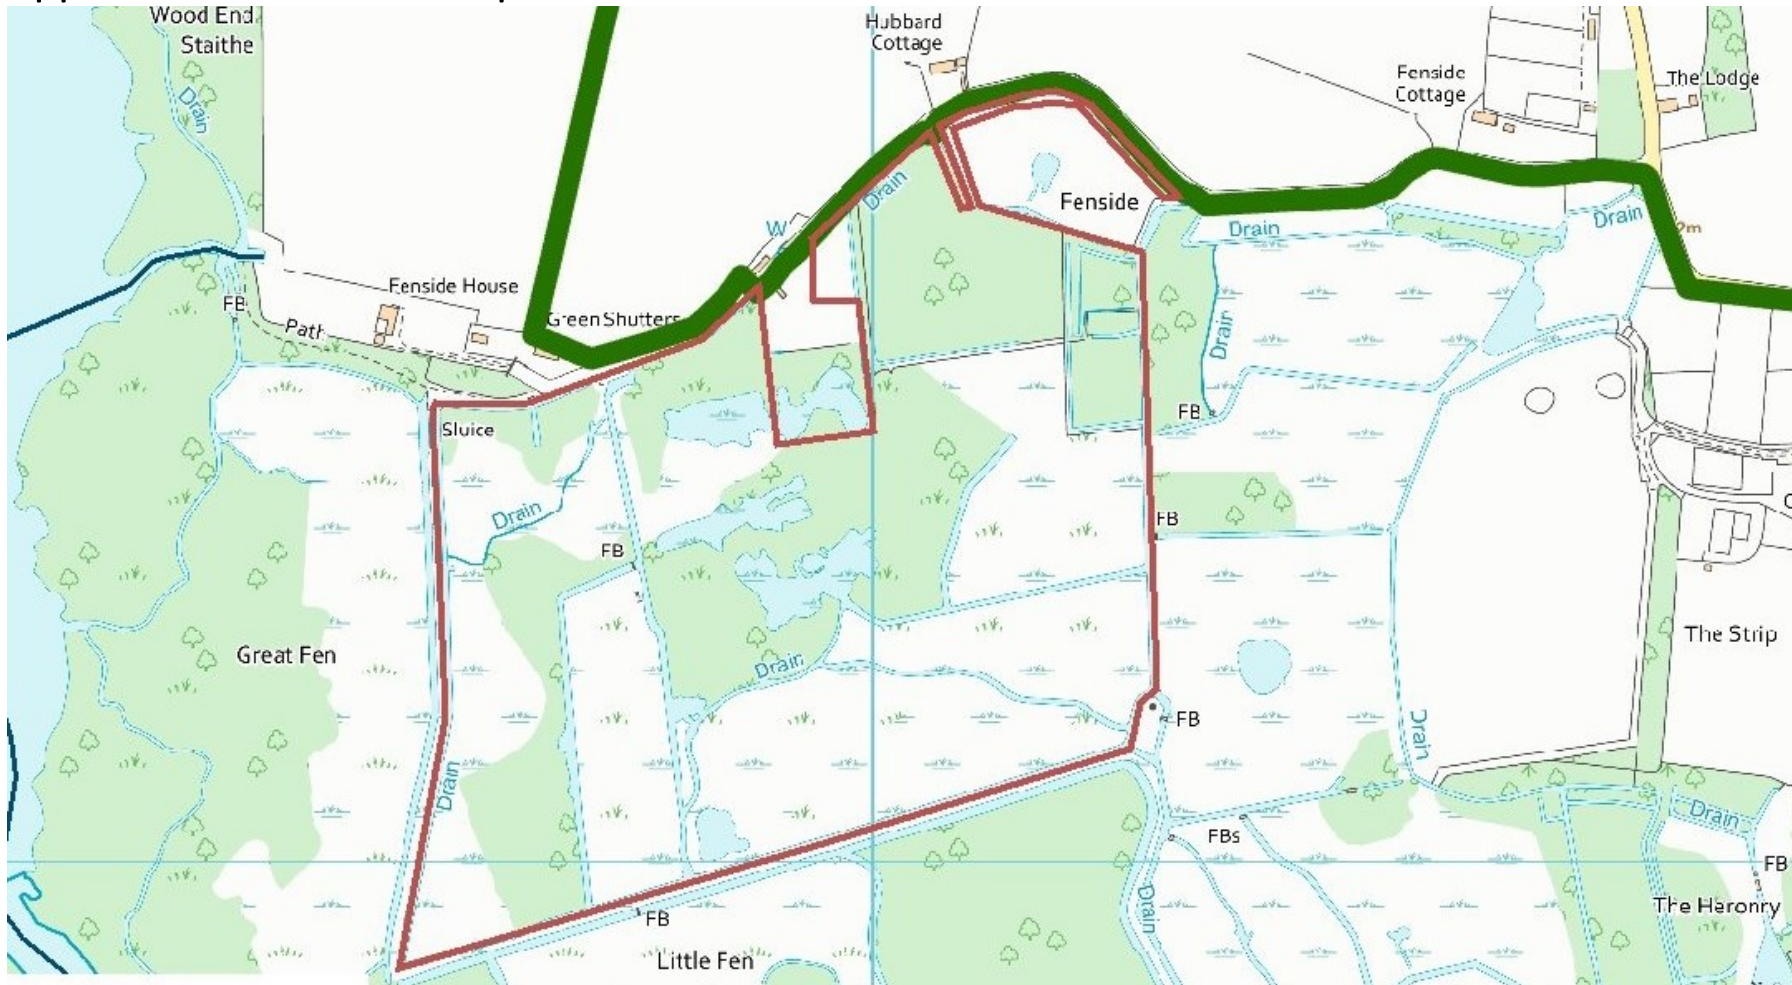 Wood End
Staithe
Hubbard
Cottage
Fenside
Cottage
The Lodge
Drain
Drain
Fenside
Drain
Drain
2m
W
Fenside House
FB
Path
Green Shutters
Drain
FB
Sluice
Drain
FB
FB
The Strip
Great Fen
Drain
FB
Drain
Drain
Drain
FBs
FB
Drain
The Heronry
FB
Little Fen